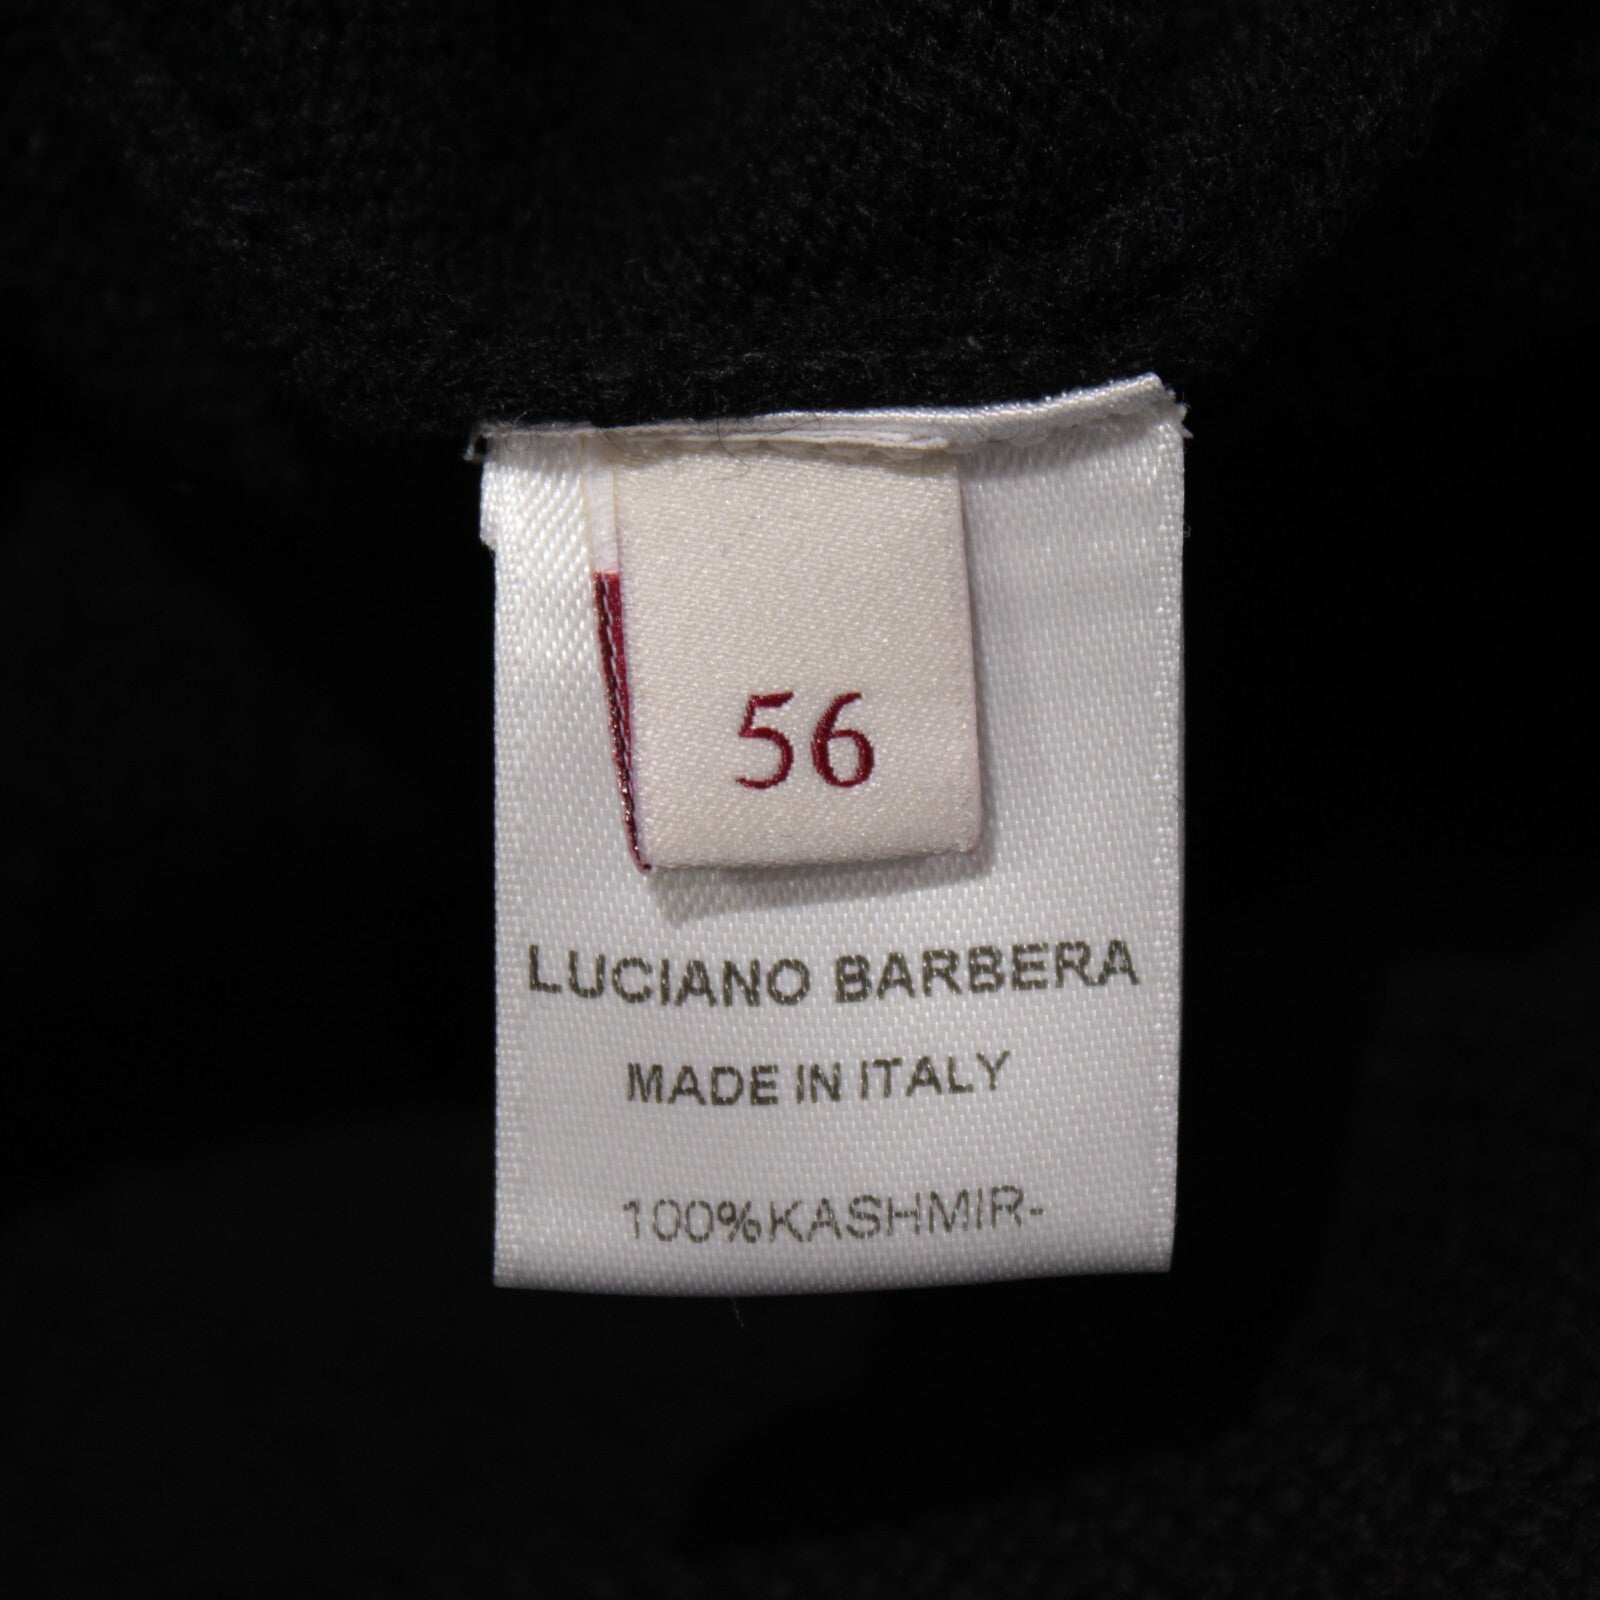 56
LUCIANO BARBERA
MADE IN ITALY
100%KASHMIR-